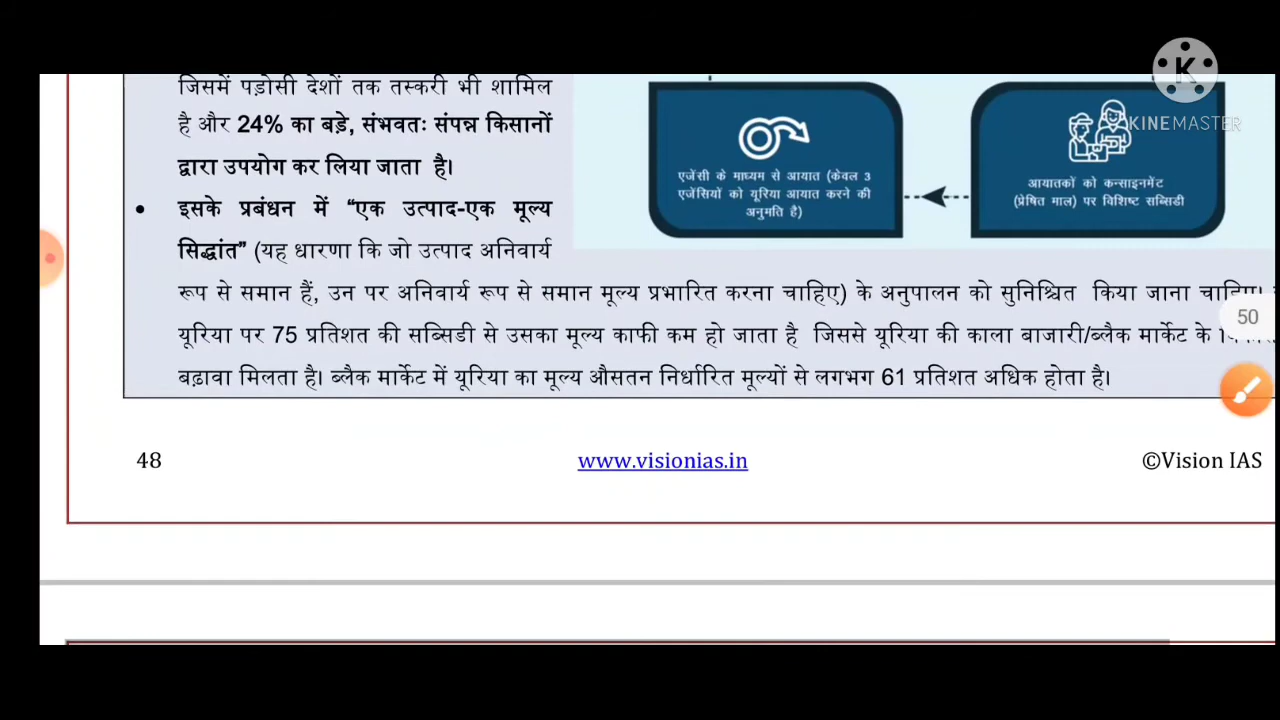 जिसमें पड़ोसी देशों तक तस्करी भी शामिल
है और 24% का बड़े, संभवतः संपन्न किसानों
द्वारा उपयोग कर लिया जाता है।
• इसके प्रबंधन में “एक उत्पाद-एक मूल्य
सिद्धांत” (यह धारणा कि जो उत्पाद अनिवार्य
रूप से समान हैं, उन पर अनिवार्य रूप से समान मूल्य प्रभारित करना चाहिए) के अनुपालन को सुनिश्चित किया जाना चाहिए।
यूरिया पर 75 प्रतिशत की सब्सिडी से उसका मूल्य काफी कम हो जाता है जिससे यूरिया की काला बाजारी/ब्लैक मार्केट के
बढ़ावा मिलता है। ब्लैक मार्केट में यूरिया का मूल्य औसतन निर्धारित मूल्यों से लगभग 61 प्रतिशत अधिक होता है।
एजेंसी के माध्यम से आयात (केवल 3
एजेंसियों को यूरिया आयात करने की
अनुमति है)
आयातकों को कन्साइनमेंट
(प्रेषित माल) पर विशिष्ट सब्सिडी
K
KINEMASTER
50
48
www.visionias.in
©Vision IAS